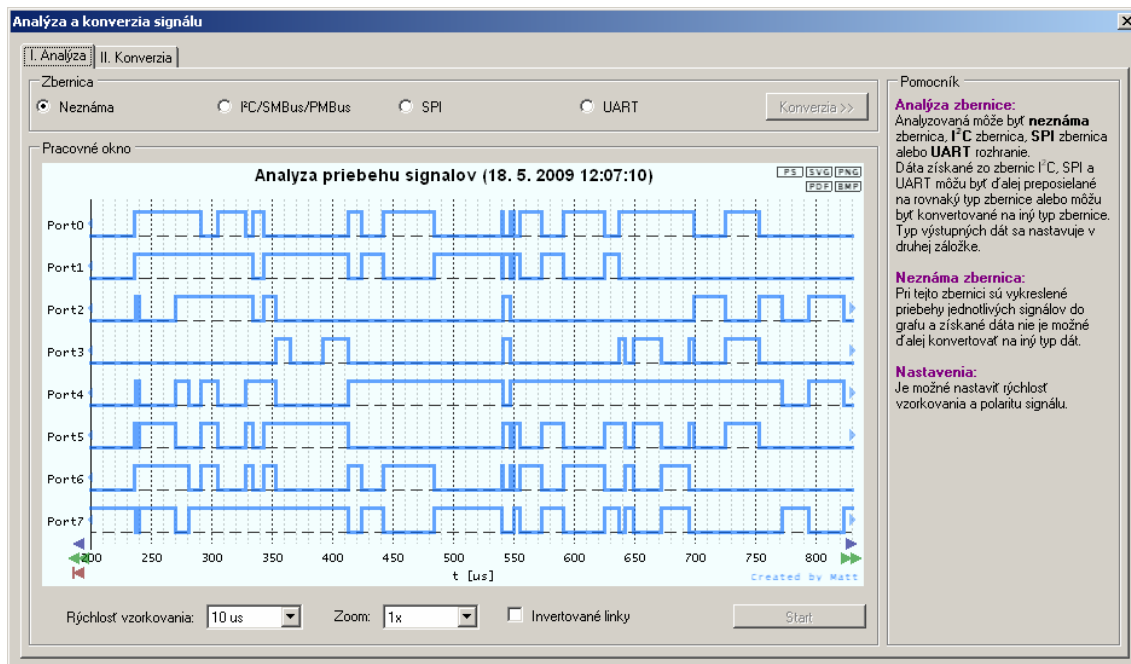 Analýza a konverzia signálu
I. Analýza
II. Konverzia
Zbernica
Neznáma
I²C/SMBus/PMBus
SPI
UART
Konverzia >>
Pracovné okno
Analyza priebehu signalov (18. 5. 2009 12:07:10)
PS SVG PNG
PDF BMP
Port0
Port1
Port2
Port3
Port4
Port5
Port6
Port7
200 250 300 350 400 450 500 550 600 650 700 750 800
t [us]
Created by Matt
Rýchlosť vzorkovania:
10 us
Zoom:
1x
Invertované linky
Start
Pomocník
Analýza zbernice:
Analyzovaná môže byť neznáma
zbernica, I²C zbernica, SPI zbernica
alebo UART rozhranie.
Dáta získané zo zbernic I²C, SPI a
UART môžu byť ďalej preposielané
na rovnaký typ zbernice alebo môžu
byť konvertované na iný typ zbernice.
Typ výstupných dát sa nastavuje v
druhej záložke.
Neznáma zbernica:
Pri tejto zbernici sú vykreslené
priebehy jednotlivých signálov do
grafu a získané dáta nie je možné
ďalej konvertovať na iný typ dát.
Nastavenia:
Je možné nastaviť rýchlosť
vzorkovania a polaritu signálu.